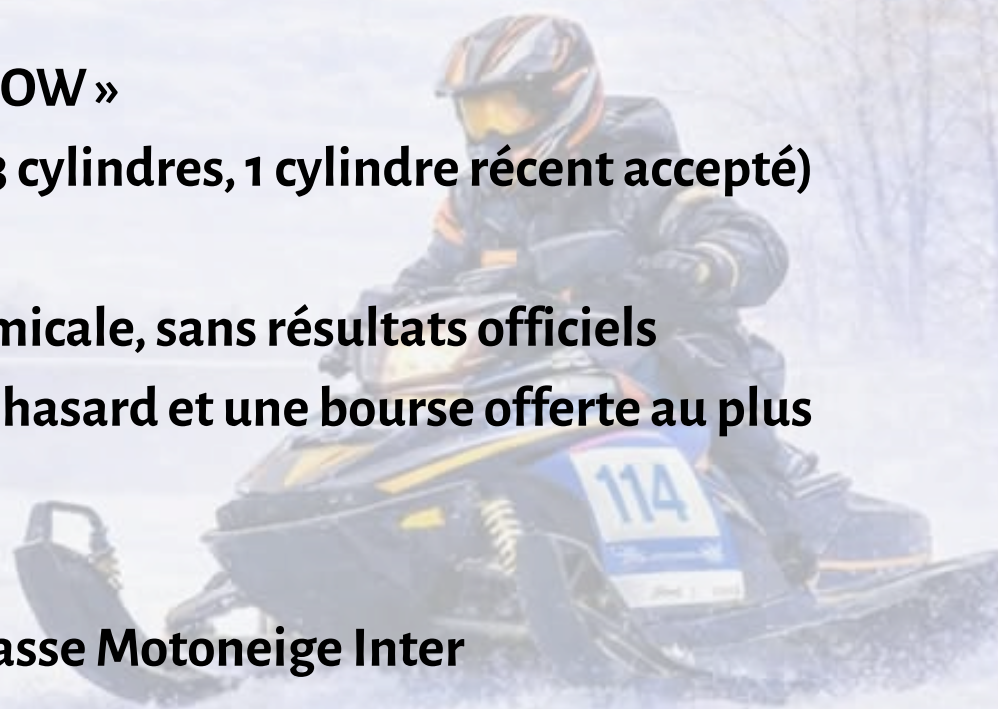 OW »
cylindres, 1 cylindre récent accepté)
micale, sans résultats officiels
hasard et une bourse offerte au plus
114
asse Motoneige Inter